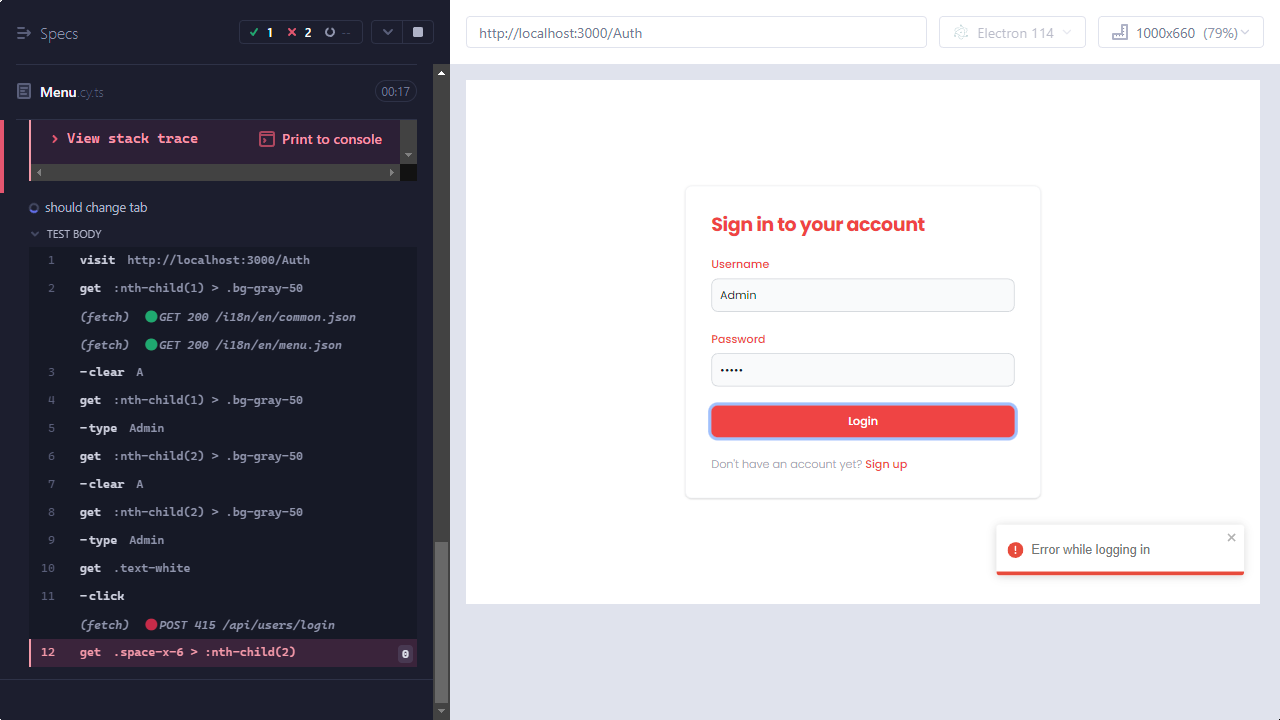 Specs
1
2
--
http://localhost:3000/Auth
Electron 114
1000x660 (79%)
Menu.cy.ts
00:17
View stack trace
Print to console
should change tab
TEST BODY
1 visit http://localhost:3000/Auth
2 get :nth-child(1) > .bg-gray-50
(fetch) GET 200 /i18n/en/common.json
(fetch) GET 200 /i18n/en/menu.json
3 -clear A
4 get :nth-child(1) > .bg-gray-50
5 -type Admin
6 get :nth-child(2) > .bg-gray-50
7 -clear A
8 get :nth-child(2) > .bg-gray-50
9 -type Admin
10 get .text-white
11 -click
(fetch) POST 415 /api/users/login
12 get .space-x-6 > :nth-child(2) 0
Sign in to your account
Username
Admin
Password
•••••
Login
Don't have an account yet? Sign up
Error while logging in